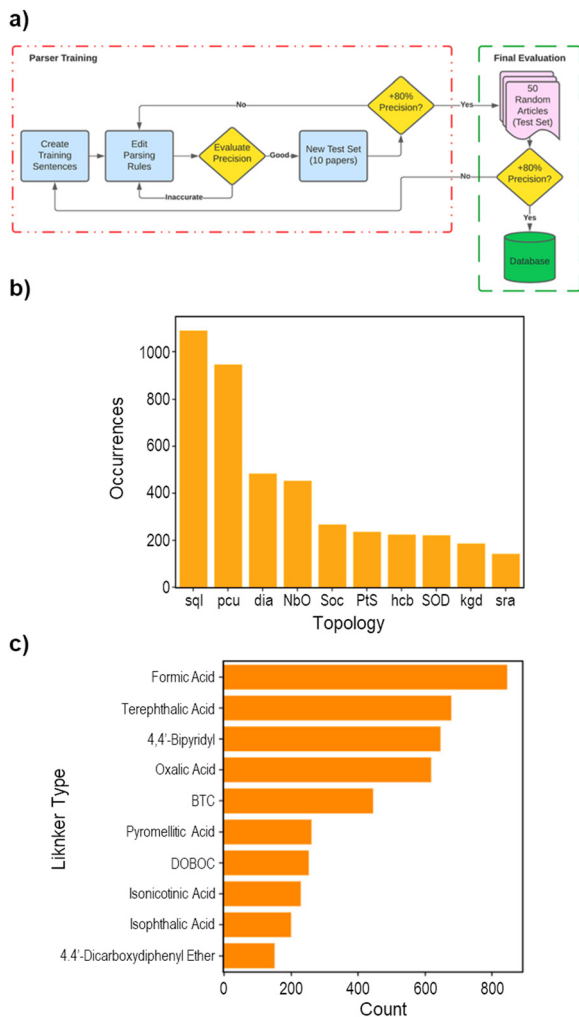 a)
Parser Training
Final Evaluation
No
+80%
Precision?
Yes
50
Random
Articles
(Test Set)
Create
Training
Sentences
Edit
Parsing
Rules
Evaluate
Precision
Good
New Test Set
(10 papers)
Inaccurate
No
+80%
Precision?
Yes
Database
b)
Occurrences
1000
800
600
400
200
0
sql pcu dia NbO Soc PtS hcb SOD kgd sra
Topology
c)
Liknker Type
Formic Acid
Terephthalic Acid
4,4'-Bipyridyl
Oxalic Acid
BTC
Pyromellitic Acid
DOBOC
Isonicotinic Acid
Isophthalic Acid
4.4'-Dicarboxydiphenyl Ether
0 200 400 600 800
Count